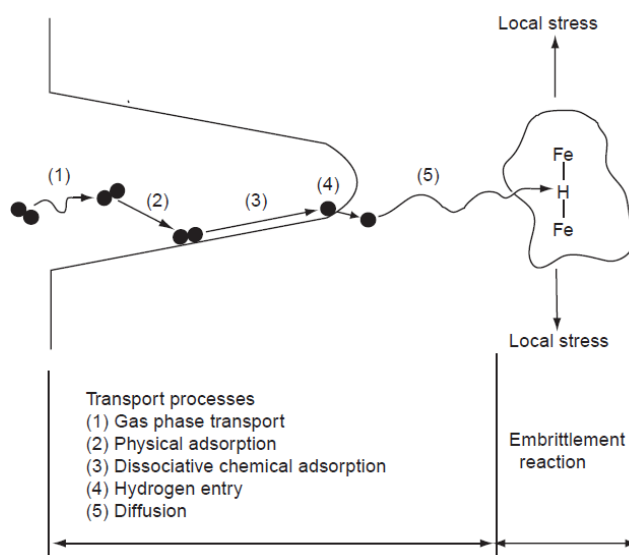 Local stress
(1)
(2)
(3)
(4)
(5)
Fe
H
Fe
Local stress
Transport processes
(1) Gas phase transport
(2) Physical adsorption
(3) Dissociative chemical adsorption
(4) Hydrogen entry
(5) Diffusion
Embrittlement
reaction